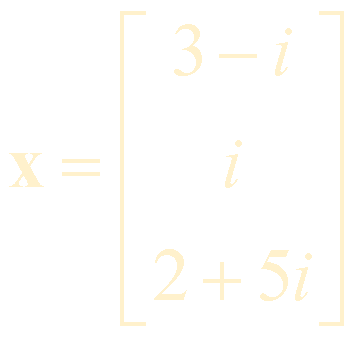 3 − i
x = i
2 + 5i